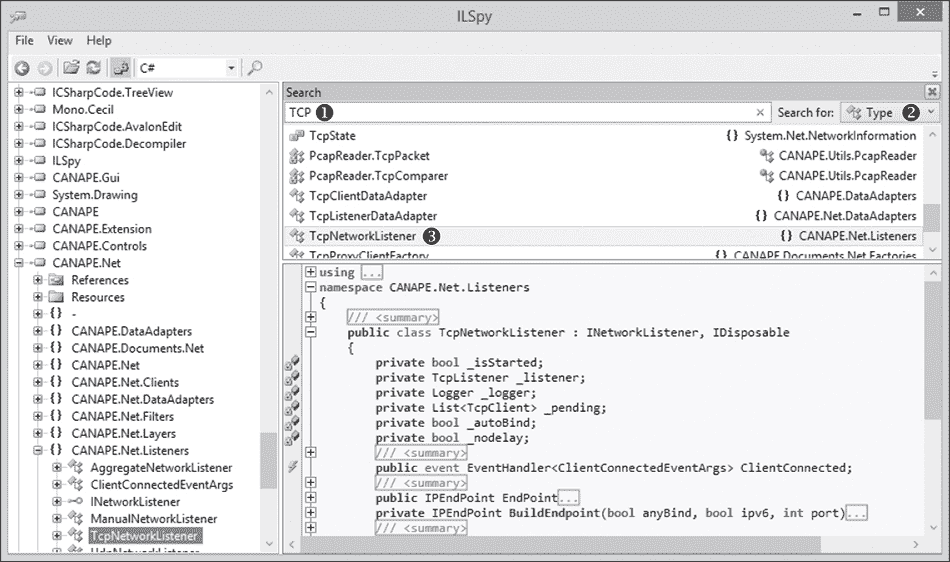 ILSpy
File View Help
C#
ICSharpCode.TreeView
Mono.Cecil
ICSharpCode.AvalonEdit
ICSharpCode.Decompiler
ILSpy
CANAPE.Gui
System.Drawing
CANAPE
CANAPE.Extension
CANAPE.Controls
CANAPE.Net
References
Resources
{} -
{} CANAPE.DataAdapters
{} CANAPE.Documents.Net
{} CANAPE.Net
{} CANAPE.Net.Clients
{} CANAPE.Net.DataAdapters
{} CANAPE.Net.Filters
{} CANAPE.Net.Layers
{} CANAPE.Net.Listeners
AggregateNetworkListener
ClientConnectedEventArgs
INetworkListener
ManualNetworkListener
TcpNetworkListener
UdpNetworkListener
Search
TCP ❶ Search for: Type ❷
TcpState {} System.Net.NetworkInformation
PcapReader.TcpPacket CANAPE.Utils.PcapReader
PcapReader.TcpComparer CANAPE.Utils.PcapReader
TcpClientDataAdapter {} CANAPE.DataAdapters
TcpListenerDataAdapter {} CANAPE.Net.DataAdapters
TcpNetworkListener ❸ {} CANAPE.Net.Listeners
TcpProxyClientFactory {} CANAPE.Documents.Net.Factories
using ...
namespace CANAPE.Net.Listeners
{
/// <summary>
public class TcpNetworkListener : INetworkListener, IDisposable
{
private bool _isStarted;
private TcpListener _listener;
private Logger _logger;
private List<TcpClient> _pending;
private bool _autoBind;
private bool _nodelay;
/// <summary>
public event EventHandler<ClientConnectedEventArgs> ClientConnected;
/// <summary>
public IPEndPoint EndPoint...
private IPEndPoint BuildEndpoint(bool anyBind, bool ipv6, int port)...
/// <summary>